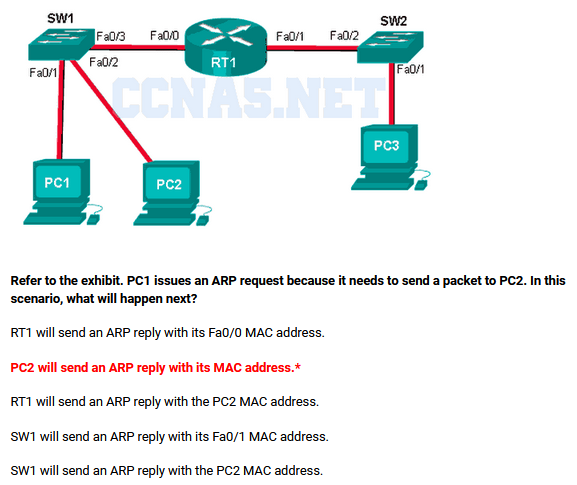 SW1
SW2
Fa0/3 Fa0/0 Fa0/1 Fa0/2
RT1
Fa0/1 Fa0/2 Fa0/1
CCNAS.NET
PC3
PC1 PC2
Refer to the exhibit. PC1 issues an ARP request because it needs to send a packet to PC2. In this
scenario, what will happen next?
RT1 will send an ARP reply with its Fa0/0 MAC address.
PC2 will send an ARP reply with its MAC address.*
RT1 will send an ARP reply with the PC2 MAC address.
SW1 will send an ARP reply with its Fa0/1 MAC address.
SW1 will send an ARP reply with the PC2 MAC address.